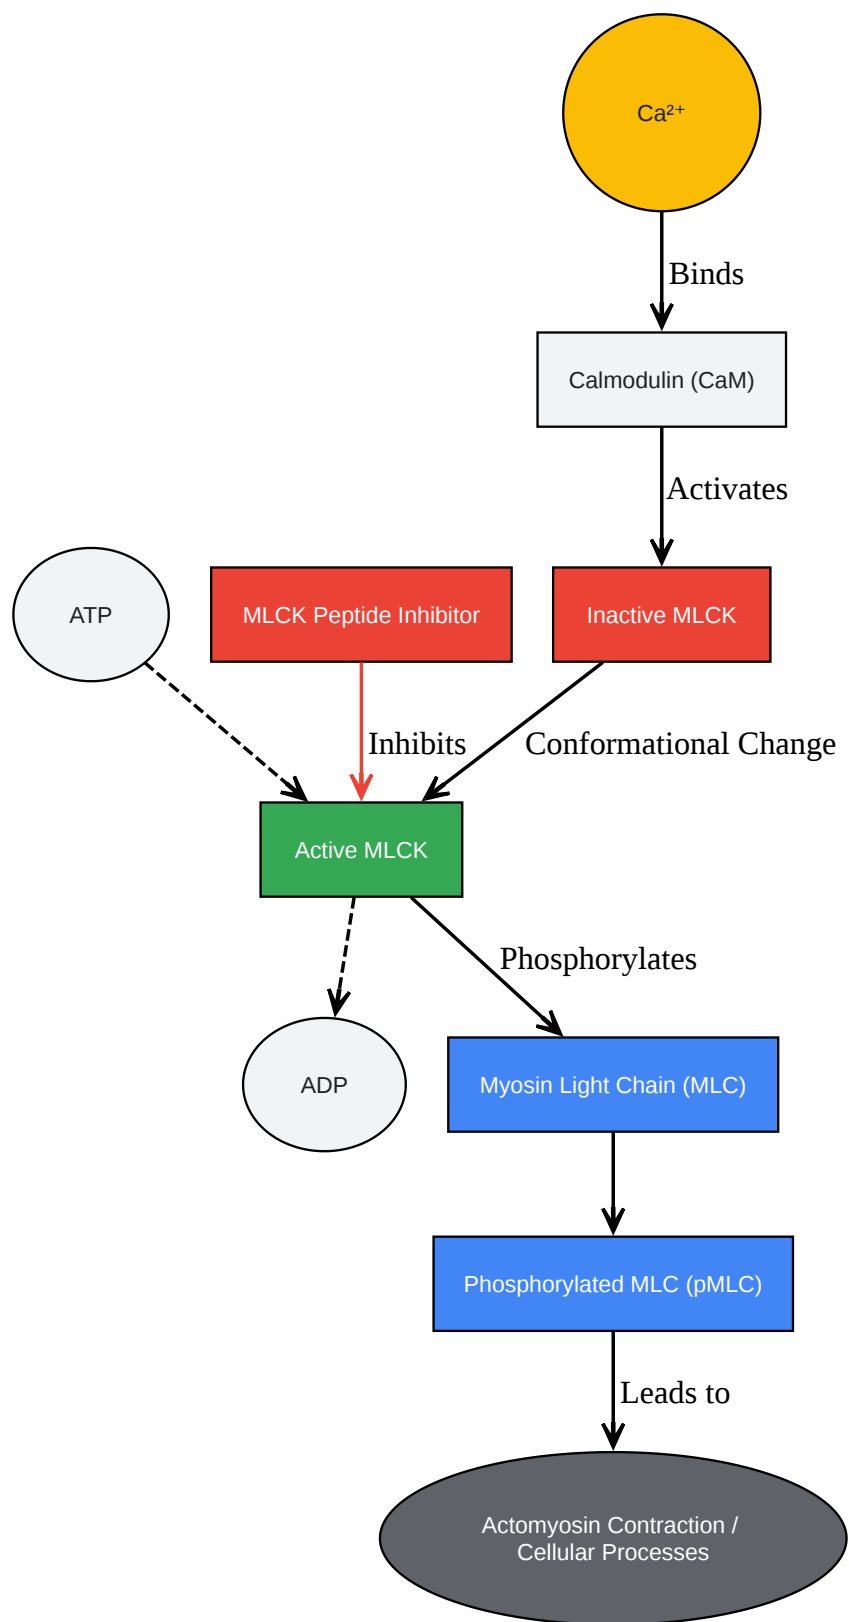 Ca²⁺
Binds
Calmodulin (CaM)
Activates
ATP
MLCK Peptide Inhibitor
Inactive MLCK
Inhibits
Conformational Change
Active MLCK
Phosphorylates
ADP
Myosin Light Chain (MLC)
Phosphorylated MLC (pMLC)
Leads to
Actomyosin Contraction /
Cellular Processes